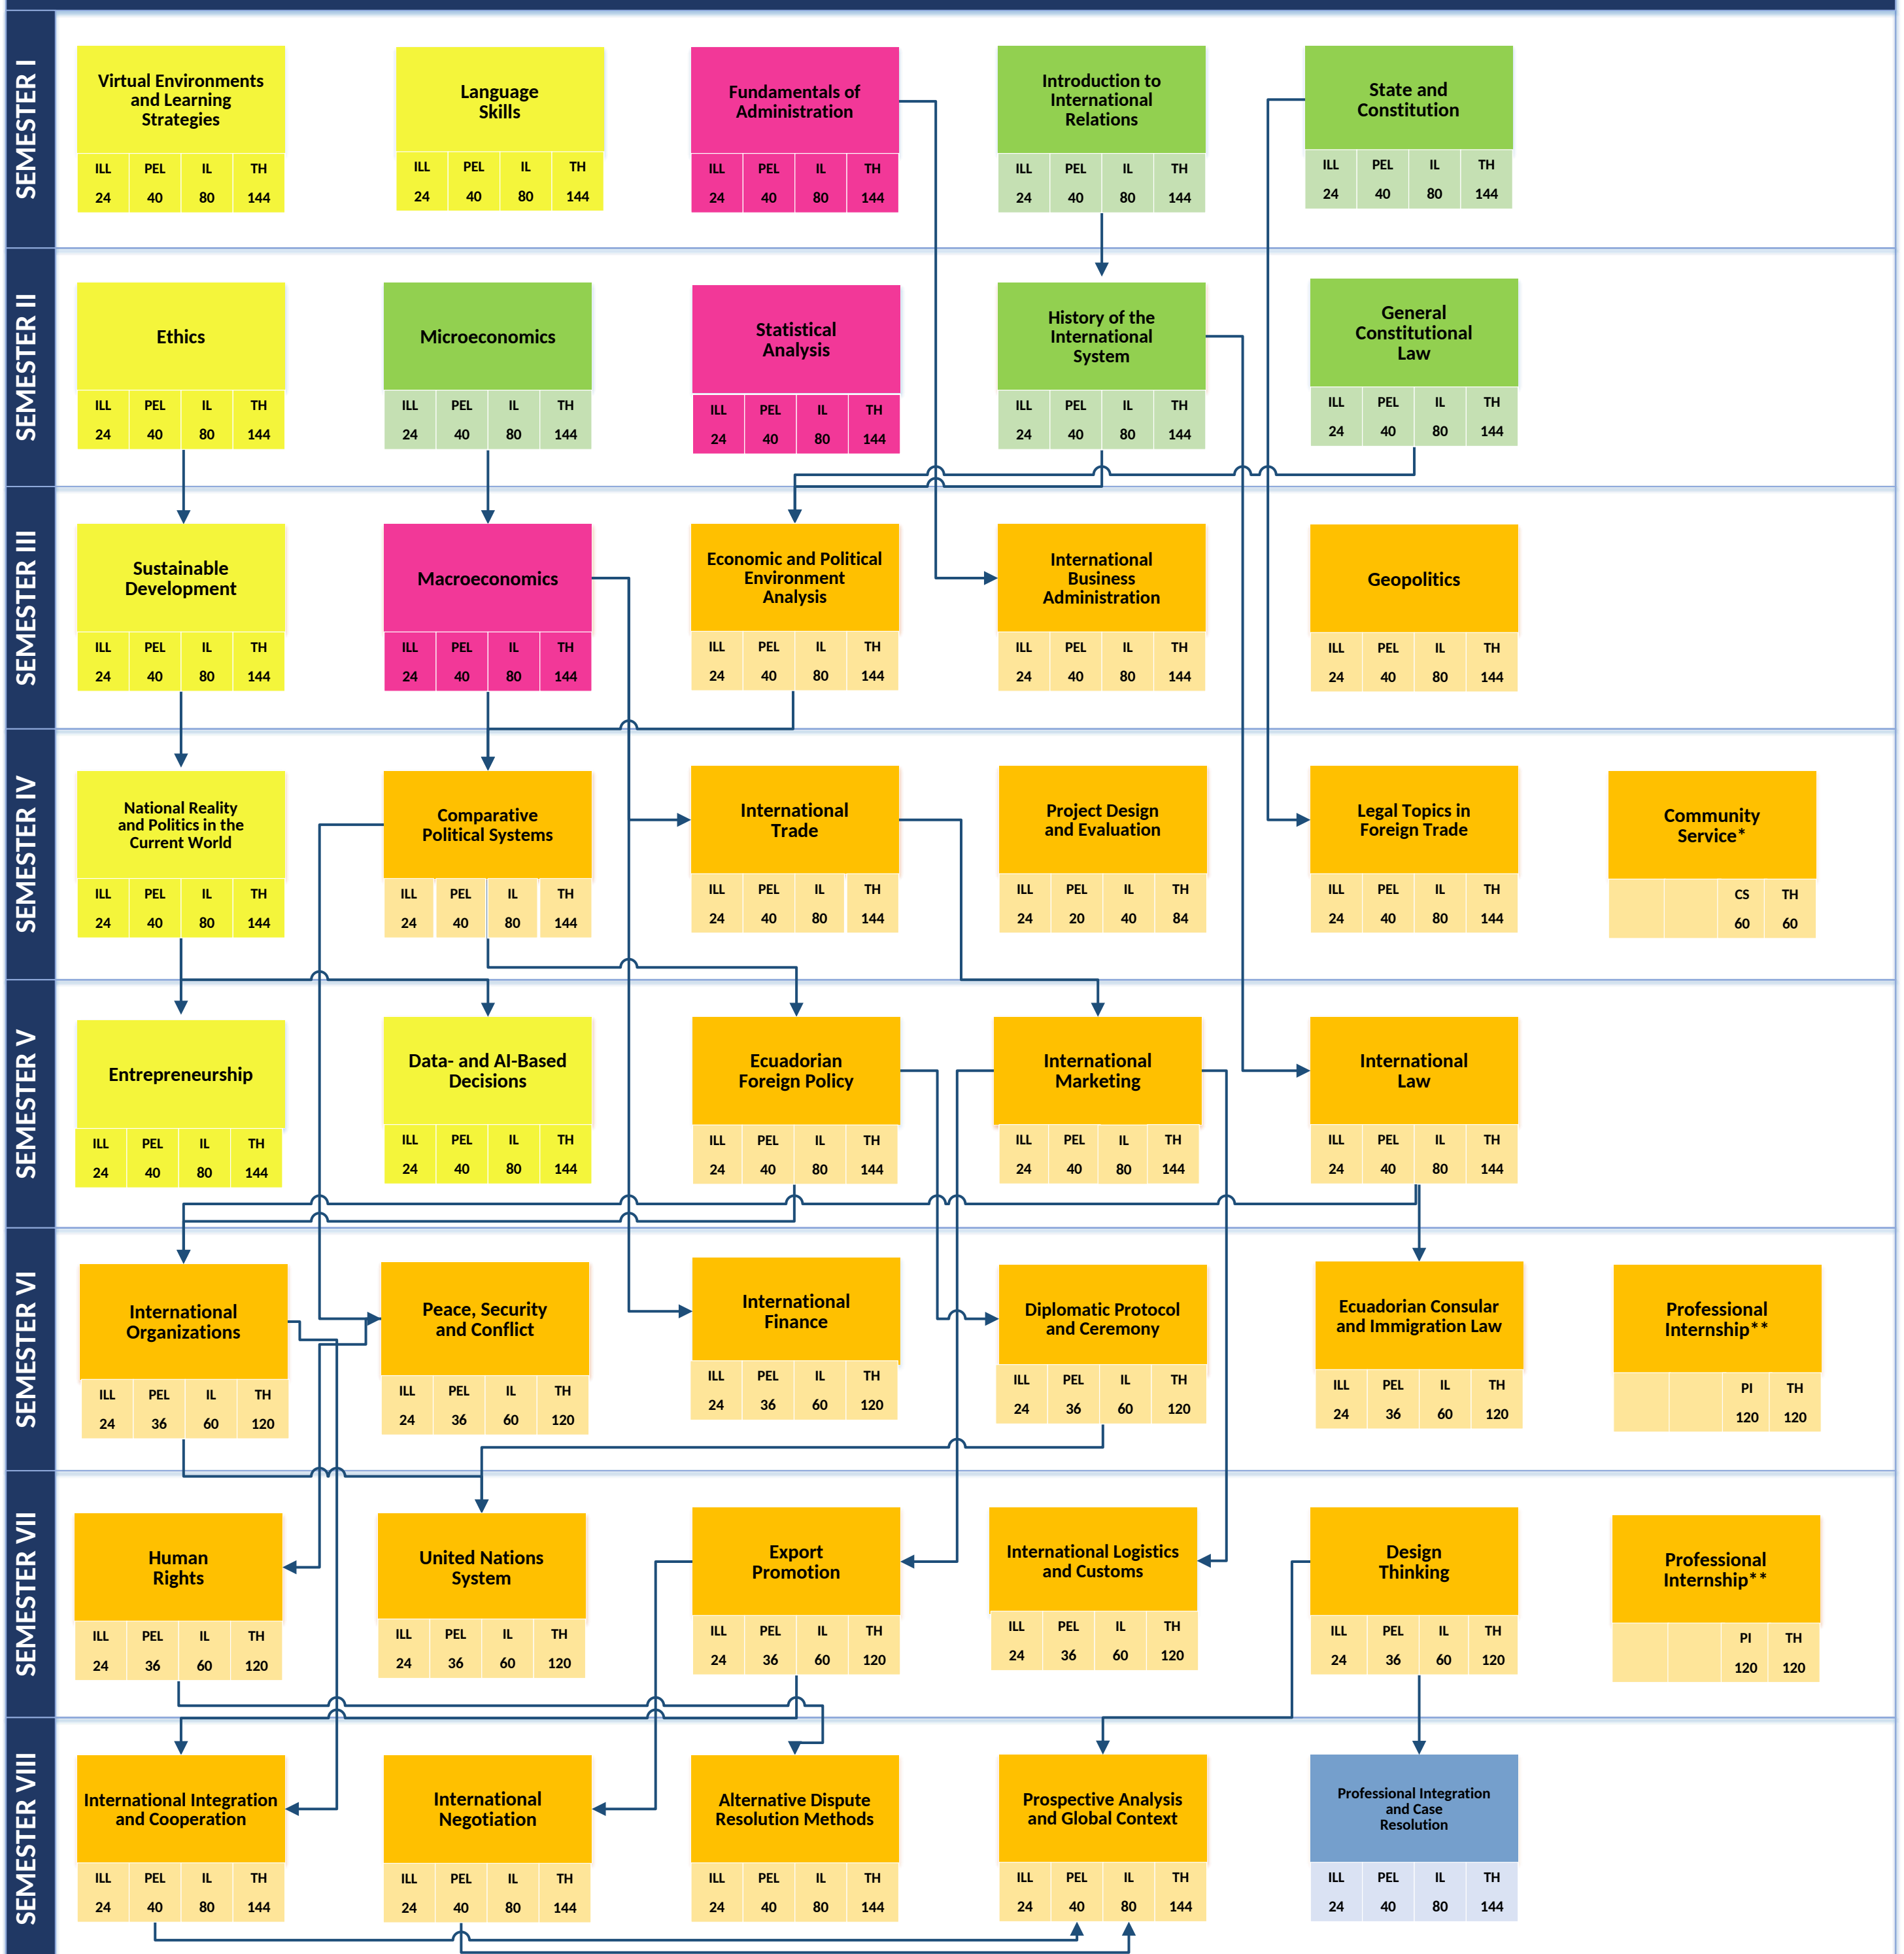 SEMESTER I
Virtual Environments
and Learning
Strategies
ILL PEL IL TH
24 40 80 144
Language
Skills
ILL PEL IL TH
24 40 80 144
Fundamentals of
Administration
ILL PEL IL TH
24 40 80 144
Introduction to
International
Relations
ILL PEL IL TH
24 40 80 144
State and
Constitution
ILL PEL IL TH
24 40 80 144
SEMESTER II
Ethics
ILL PEL IL TH
24 40 80 144
Microeconomics
ILL PEL IL TH
24 40 80 144
Statistical
Analysis
ILL PEL IL TH
24 40 80 144
History of the
International
System
ILL PEL IL TH
24 40 80 144
General
Constitutional
Law
ILL PEL IL TH
24 40 80 144
SEMESTER III
Sustainable
Development
ILL PEL IL TH
24 40 80 144
Macroeconomics
ILL PEL IL TH
24 40 80 144
Economic and Political
Environment
Analysis
ILL PEL IL TH
24 40 80 144
International
Business
Administration
ILL PEL IL TH
24 40 80 144
Geopolitics
ILL PEL IL TH
24 40 80 144
SEMESTER IV
National Reality
and Politics in the
Current World
ILL PEL IL TH
24 40 80 144
Comparative
Political Systems
ILL PEL IL TH
24 40 80 144
International
Trade
ILL PEL IL TH
24 40 80 144
Project Design
and Evaluation
ILL PEL IL TH
24 20 40 84
Legal Topics in
Foreign Trade
ILL PEL IL TH
24 40 80 144
Community
Service*
CS TH
60 60
SEMESTER V
Entrepreneurship
ILL PEL IL TH
24 40 80 144
Data- and AI-Based
Decisions
ILL PEL IL TH
24 40 80 144
Ecuadorian
Foreign Policy
ILL PEL IL TH
24 40 80 144
International
Marketing
ILL PEL IL TH
24 40 80 144
International
Law
ILL PEL IL TH
24 40 80 144
SEMESTER VI
International
Organizations
ILL PEL IL TH
24 36 60 120
Peace, Security
and Conflict
ILL PEL IL TH
24 36 60 120
International
Finance
ILL PEL IL TH
24 36 60 120
Diplomatic Protocol
and Ceremony
ILL PEL IL TH
24 36 60 120
Ecuadorian Consular
and Immigration Law
ILL PEL IL TH
24 36 60 120
Professional
Internship**
PI TH
120 120
SEMESTER VII
Human
Rights
ILL PEL IL TH
24 36 60 120
United Nations
System
ILL PEL IL TH
24 36 60 120
Export
Promotion
ILL PEL IL TH
24 36 60 120
International Logistics
and Customs
ILL PEL IL TH
24 36 60 120
Design
Thinking
ILL PEL IL TH
24 36 60 120
Professional
Internship**
PI TH
120 120
SEMESTER VIII
International Integration
and Cooperation
ILL PEL IL TH
24 40 80 144
International
Negotiation
ILL PEL IL TH
24 40 80 144
Alternative Dispute
Resolution Methods
ILL PEL IL TH
24 40 80 144
Prospective Analysis
and Global Context
ILL PEL IL TH
24 40 80 144
Professional Integration
and Case
Resolution
ILL PEL IL TH
24 40 80 144